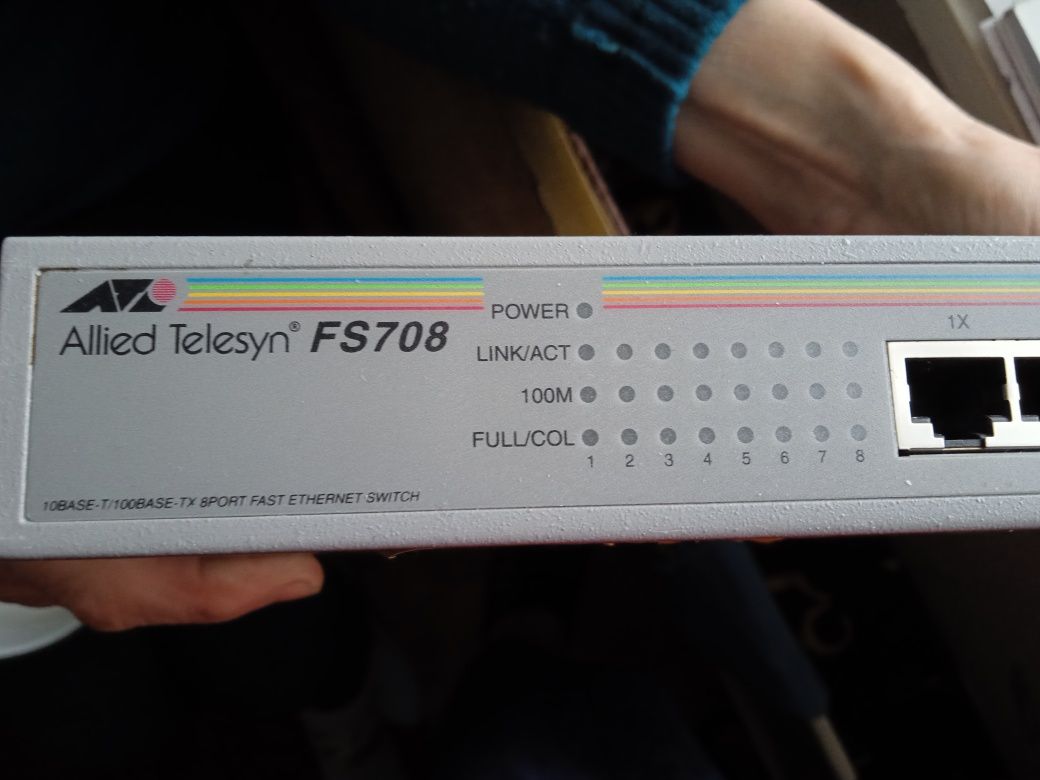 Allied Telesyn® FS708
POWER
LINK/ACT
100M
FULL/COL
1 2 3 4 5 6 7 8
1X
10BASE-T/100BASE-TX 8PORT FAST ETHERNET SWITCH